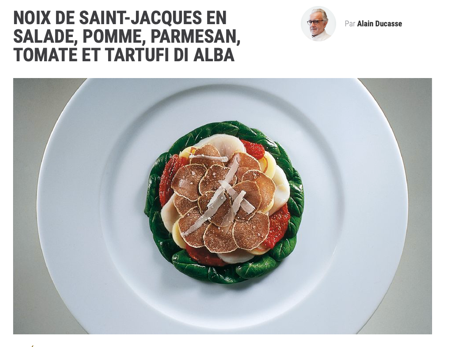 NOIX DE SAINT-JACQUES EN
SALADE, POMME, PARMESAN,
TOMATE ET TARTUFI DI ALBA
Par Alain Ducasse